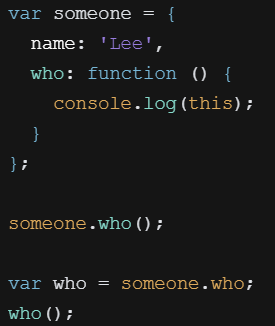 var someone = {
  name: 'Lee',
  who: function () {
    console.log(this);
  }
};

someone.who();

var who = someone.who;
who();